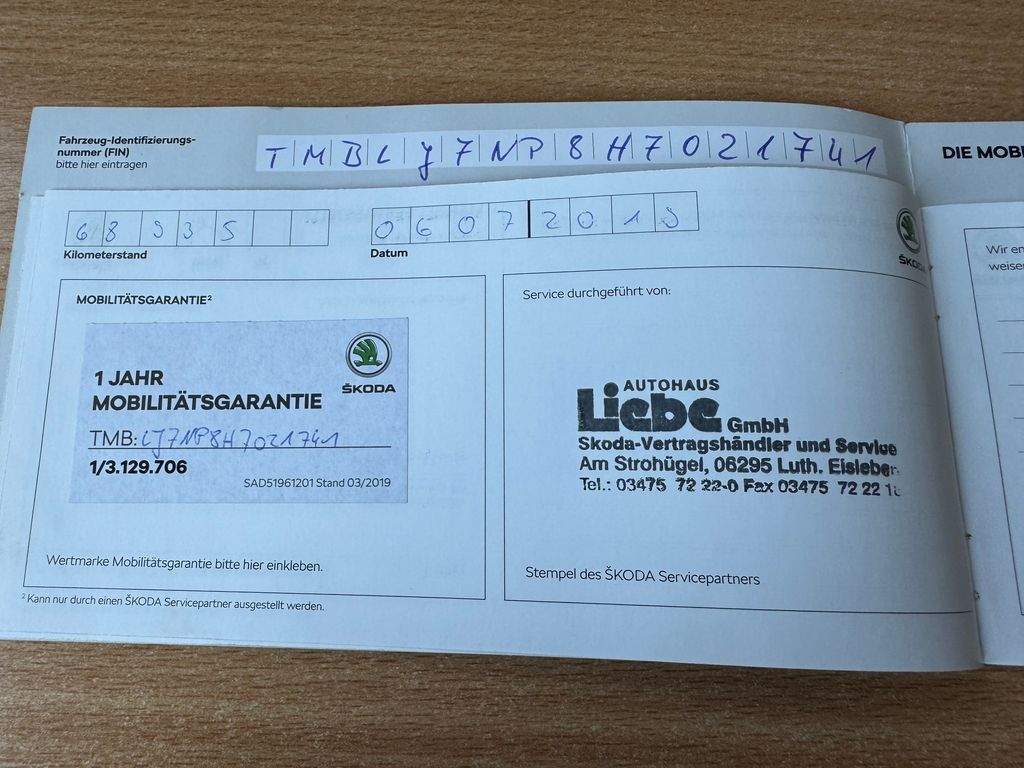 Fahrzeug-Identifizierungs-
nummer (FIN)
bitte hier eintragen
TMBLJ7NP8H7021741
DIE MOBI
68935
Kilometerstand
06072019
Datum
ŠKODA
MOBILITÄTSGARANTIE²
1 JAHR
MOBILITÄTSGARANTIE
ŠKODA
TMB: LJ7NP8H7021741
1/3.129.706
SAD51961201 Stand 03/2019
Wertmarke Mobilitätsgarantie bitte hier einkleben.
² Kann nur durch einen ŠKODA Servicepartner ausgestellt werden.
Service durchgeführt von:
AUTOHAUS
Liebe GmbH
Skoda-Vertragshändler und Service
Am Strohügel, 06295 Luth. Eisleben
Tel.: 03475 72 22-0 Fax 03475 72 22
Stempel des ŠKODA Servicepartners
Wir en
weisen